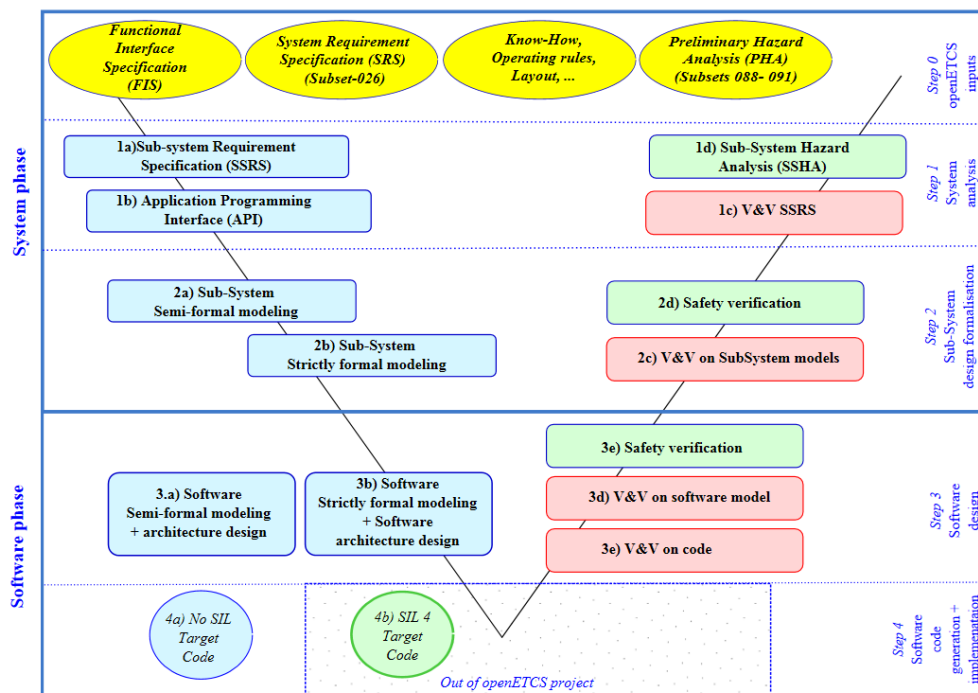 Functional
Interface
Specification
(FIS)
System Requirement
Specification (SRS)
(Subset-026)
Know-How,
Operating rules,
Layout, ...
Preliminary Hazard
Analysis (PHA)
(Subsets 088- 091)
Step 0
openETCS
inputs
System phase
1a)Sub-system Requirement
Specification (SSRS)
1b) Application Programming
Interface (API)
1d) Sub-System Hazard
Analysis (SSHA)
1c) V&V SSRS
Step 1
System
analysis
2a) Sub-System
Semi-formal modeling
2b) Sub-System
Strictly formal modeling
2d) Safety verification
2c) V&V on SubSystem models
Step 2
Sub-System
design formalisation
Software phase
3.a) Software
Semi-formal modeling
+ architecture design
3b) Software
Strictly formal modeling
+ Software
architecture design
3e) Safety verification
3d) V&V on software model
3e) V&V on code
Step 3
Software
design
4a) No SIL
Target
Code
4b) SIL 4
Target
Code
Out of openETCS project
Step 4
Software
code
generation +
implementaion